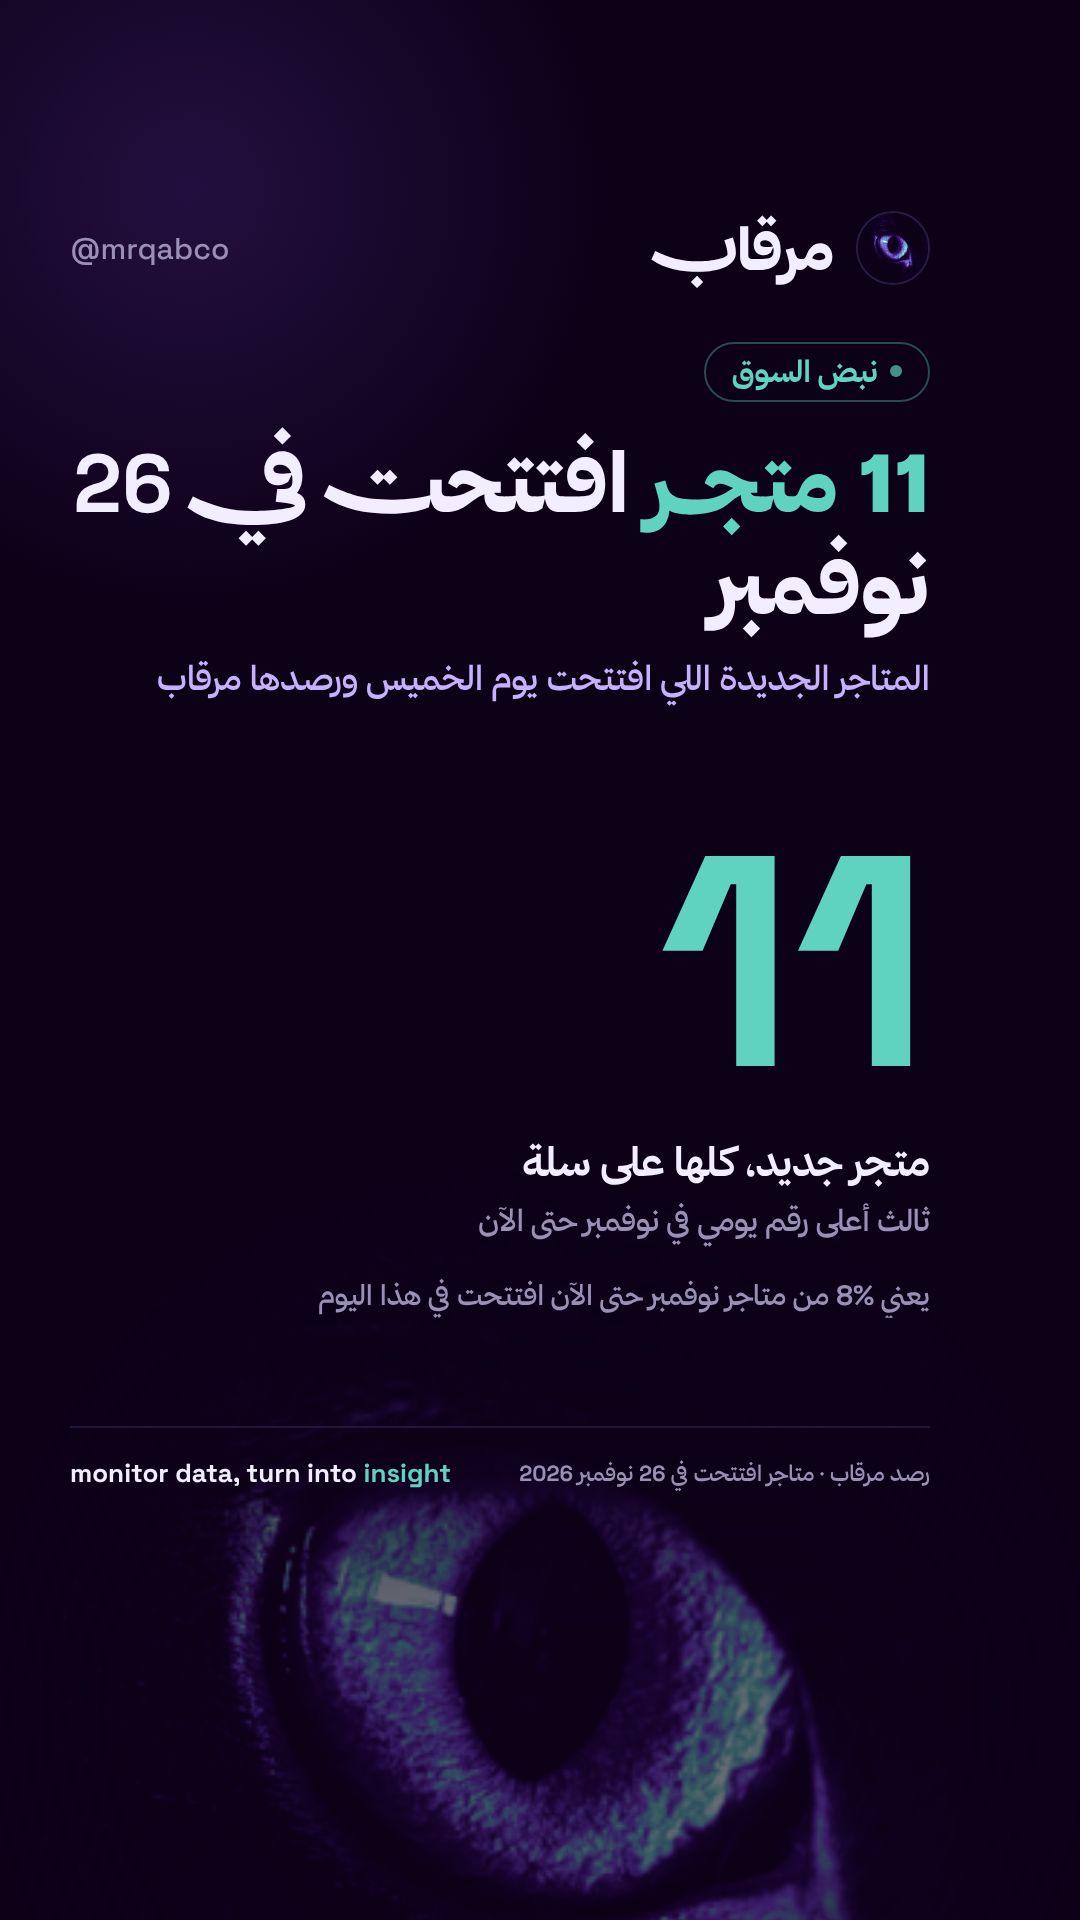 مرقاب
@mrqabco
نبض السوق
11 متجر افتتحت في 26
نوفمبر
المتاجر الجديدة اللي افتتحت يوم الخميس ورصدها مرقاب
11
متجر جديد، كلها على سلة
ثالث أعلى رقم يومي في نوفمبر حتى الآن
يعني 8% من متاجر نوفمبر حتى الآن افتتحت في هذا اليوم
رصد مرقاب · متاجر افتتحت في 26 نوفمبر 2026
monitor data, turn into insight